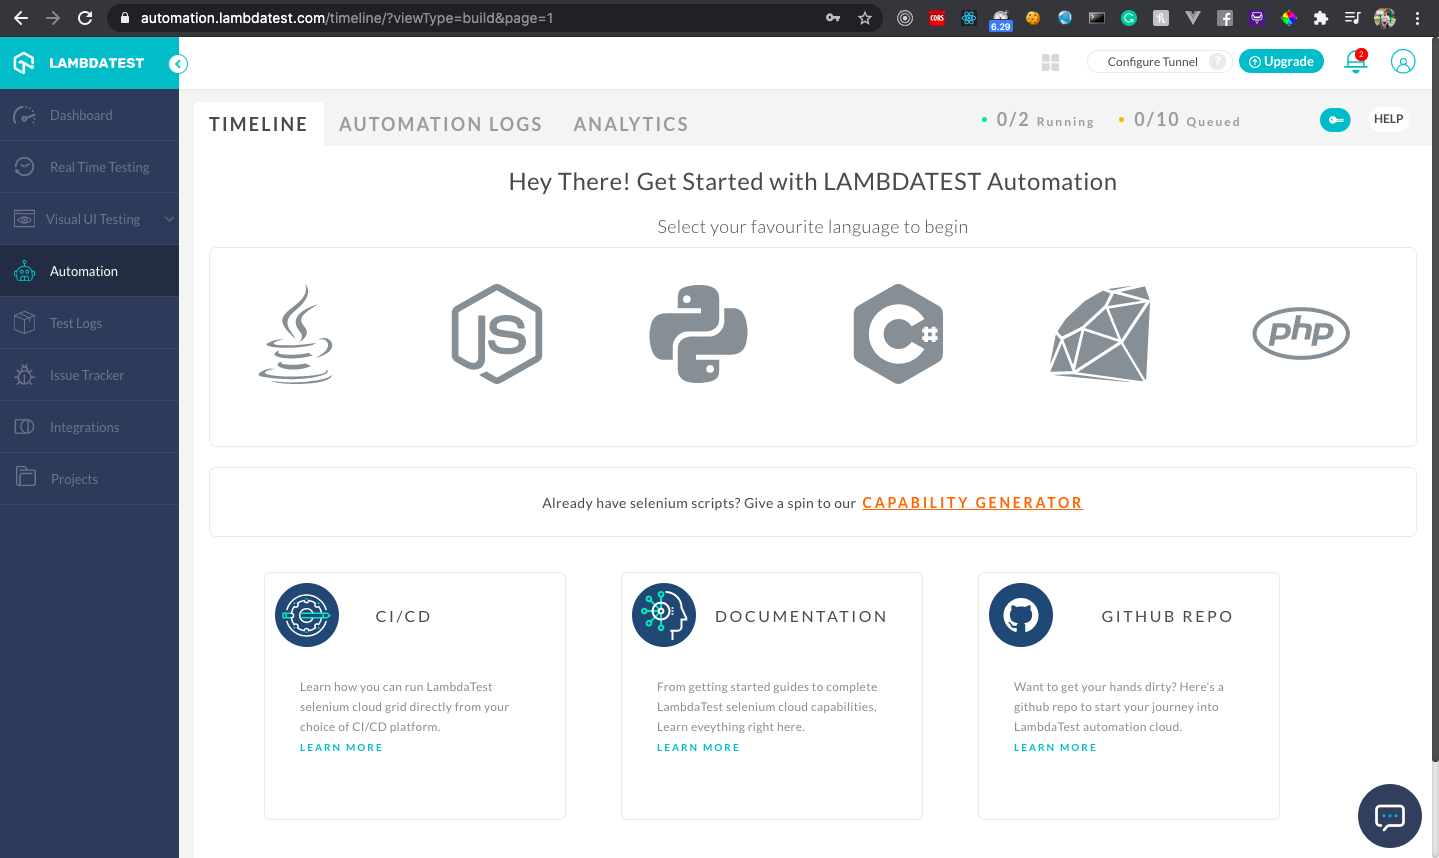 automation.lambdatest.com/timeline/?viewType=build&page=1
CORS
6.29
LAMBDATEST
Configure Tunnel ?
Upgrade
2
Dashboard
Real Time Testing
Visual UI Testing
Automation
Test Logs
Issue Tracker
Integrations
Projects
TIMELINE
AUTOMATION LOGS
ANALYTICS
0/2 Running
0/10 Queued
HELP
Hey There! Get Started with LAMBDATEST Automation
Select your favourite language to begin
JS
C#
php
Already have selenium scripts? Give a spin to our CAPABILITY GENERATOR
CI/CD
Learn how you can run LambdaTest
selenium cloud grid directly from your
choice of CI/CD platform.
LEARN MORE
DOCUMENTATION
From getting started guides to complete
LambdaTest selenium cloud capabilities,
Learn eveything right here.
LEARN MORE
GITHUB REPO
Want to get your hands dirty? Here's a
github repo to start your journey into
LambdaTest automation cloud.
LEARN MORE